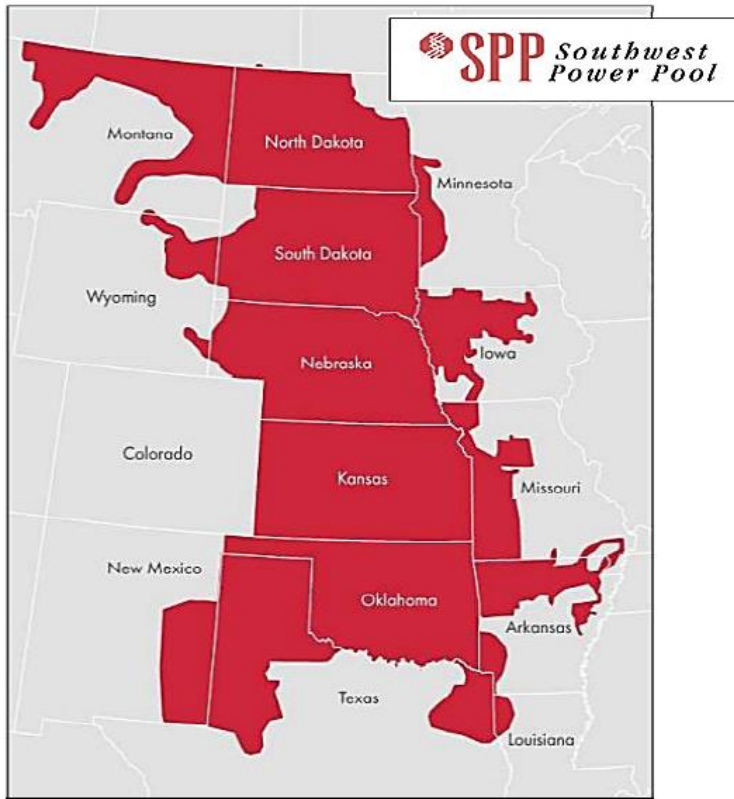 SPP Southwest
Power Pool
Montana
North Dakota
Minnesota
South Dakota
Wyoming
Iowa
Nebraska
Colorado
Kansas
Missouri
New Mexico
Oklahoma
Arkansas
Texas
Louisiana